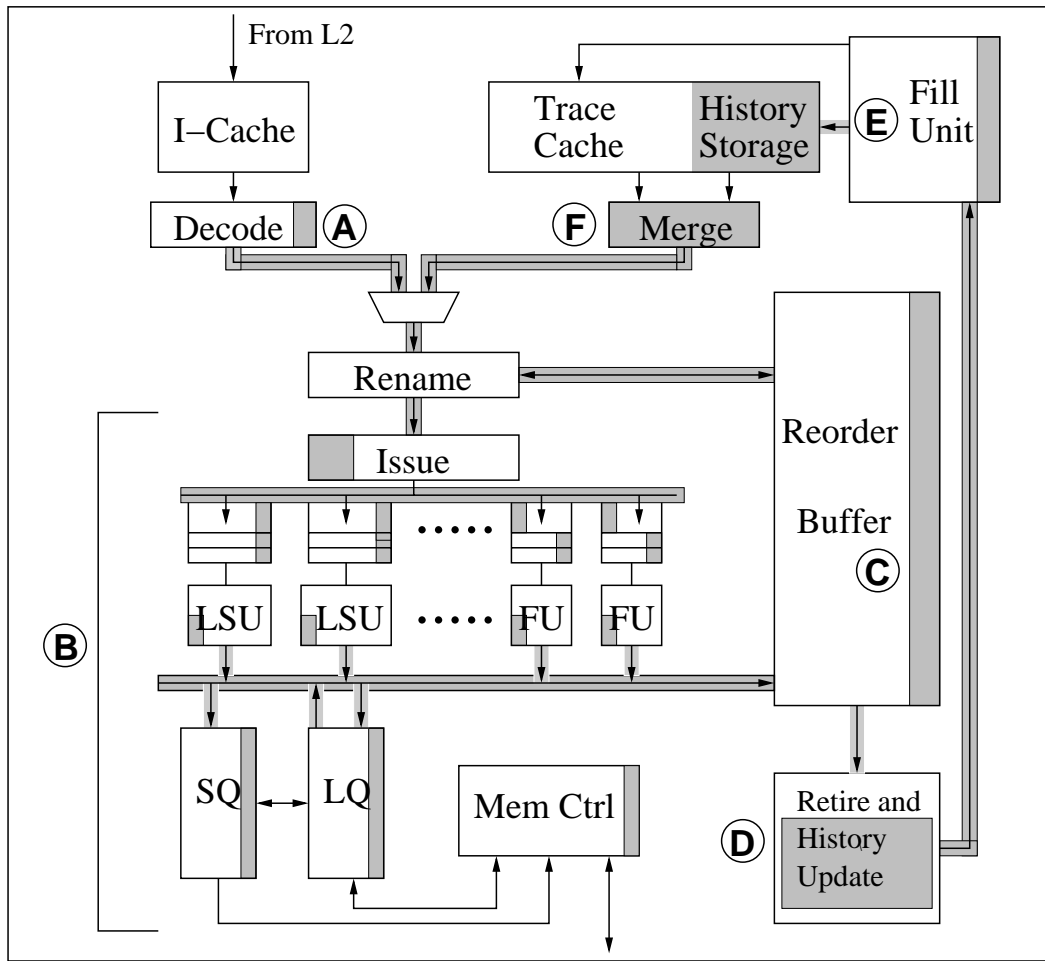 From L2
I–Cache
Decode
A
Trace
Cache
History
Storage
E
Fill
Unit
F
Merge
Rename
Issue
• • • • •
LSU
LSU
• • • • •
FU
FU
B
Reorder
Buffer
C
SQ
LQ
Mem Ctrl
Retire and
D
History
Update